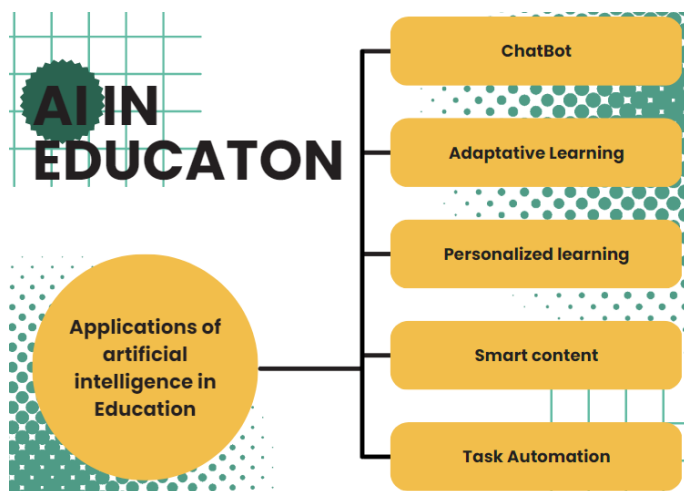 AI IN
EDUCATON
Applications of
artificial
intelligence in
Education
ChatBot
Adaptative Learning
Personalized learning
Smart content
Task Automation